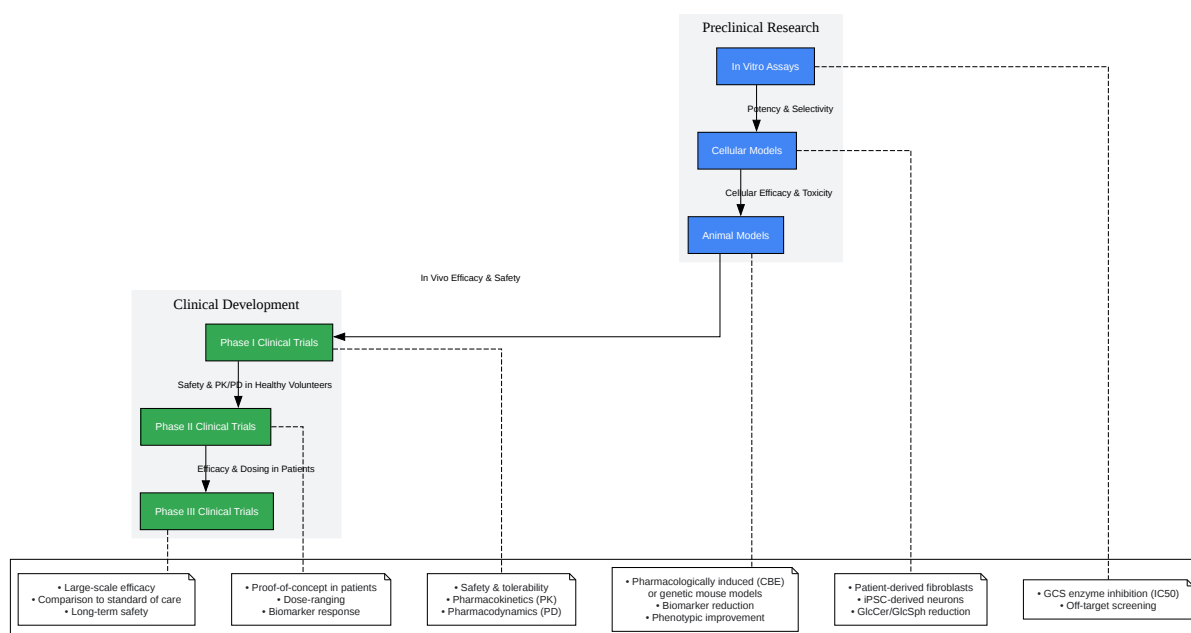 Preclinical Research
In Vitro Assays
Potency & Selectivity
Cellular Models
Cellular Efficacy & Toxicity
Animal Models
In Vivo Efficacy & Safety
Clinical Development
Phase I Clinical Trials
Safety & PK/PD in Healthy Volunteers
Phase II Clinical Trials
Efficacy & Dosing in Patients
Phase III Clinical Trials
• Large-scale efficacy
• Comparison to standard of care
• Long-term safety
• Proof-of-concept in patients
• Dose-ranging
• Biomarker response
• Safety & tolerability
• Pharmacokinetics (PK)
• Pharmacodynamics (PD)
• Pharmacologically induced (CBE)
or genetic mouse models
• Biomarker reduction
• Phenotypic improvement
• Patient-derived fibroblasts
• iPSC-derived neurons
• GlcCer/GlcSph reduction
• GCS enzyme inhibition (IC50)
• Off-target screening